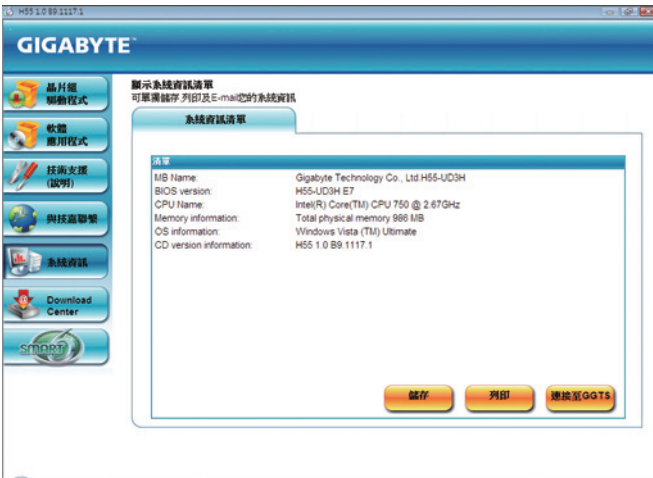 H55 1.0 B9.1117.1
GIGABYTE™
晶片組
驅動程式
軟體
應用程式
技術支援
(說明)
與技嘉聯繫
系統資訊
Download
Center
SMART
顯示系統資訊清單
可單獨儲存,列印及E-mail您的系統資訊
系統資訊清單
清單
MB Name: Gigabyte Technology Co., Ltd.H55-UD3H
BIOS version: H55-UD3H E7
CPU Name: Intel(R) Core(TM) CPU 750 @ 2.67GHz
Memory information: Total physical memory 986 MB
OS information: Windows Vista (TM) Ultimate
CD version information: H55 1.0 B9.1117.1
儲存 列印 連接至GGTS